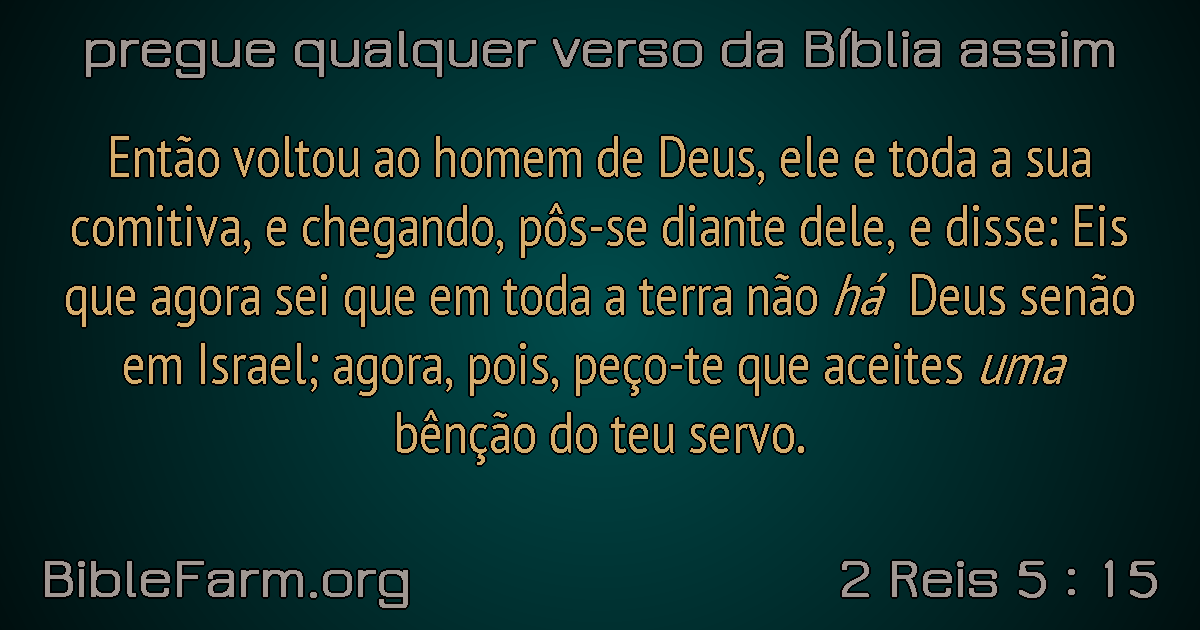 pregue qualquer verso da Bíblia assim
Então voltou ao homem de Deus, ele e toda a sua
comitiva, e chegando, pôs-se diante dele, e disse: Eis
que agora sei que em toda a terra não há Deus senão
em Israel; agora, pois, peço-te que aceites uma
bênção do teu servo.
BibleFarm.org
2 Reis 5 : 15